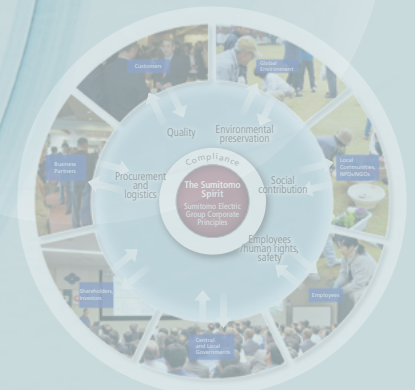 Customers
Global
Environment
Quality
Environmental
preservation
Compliance
Business
Partners
Local
Communities,
NPOs/NGOs
Procurement
and
logistics
The Sumitomo
Spirit
Sumitomo Electric
Group Corporate
Principles
Social
contribution
Employees
/human rights,
safety
Shareholders,
Investors
Employees
Central
and Local
Governments